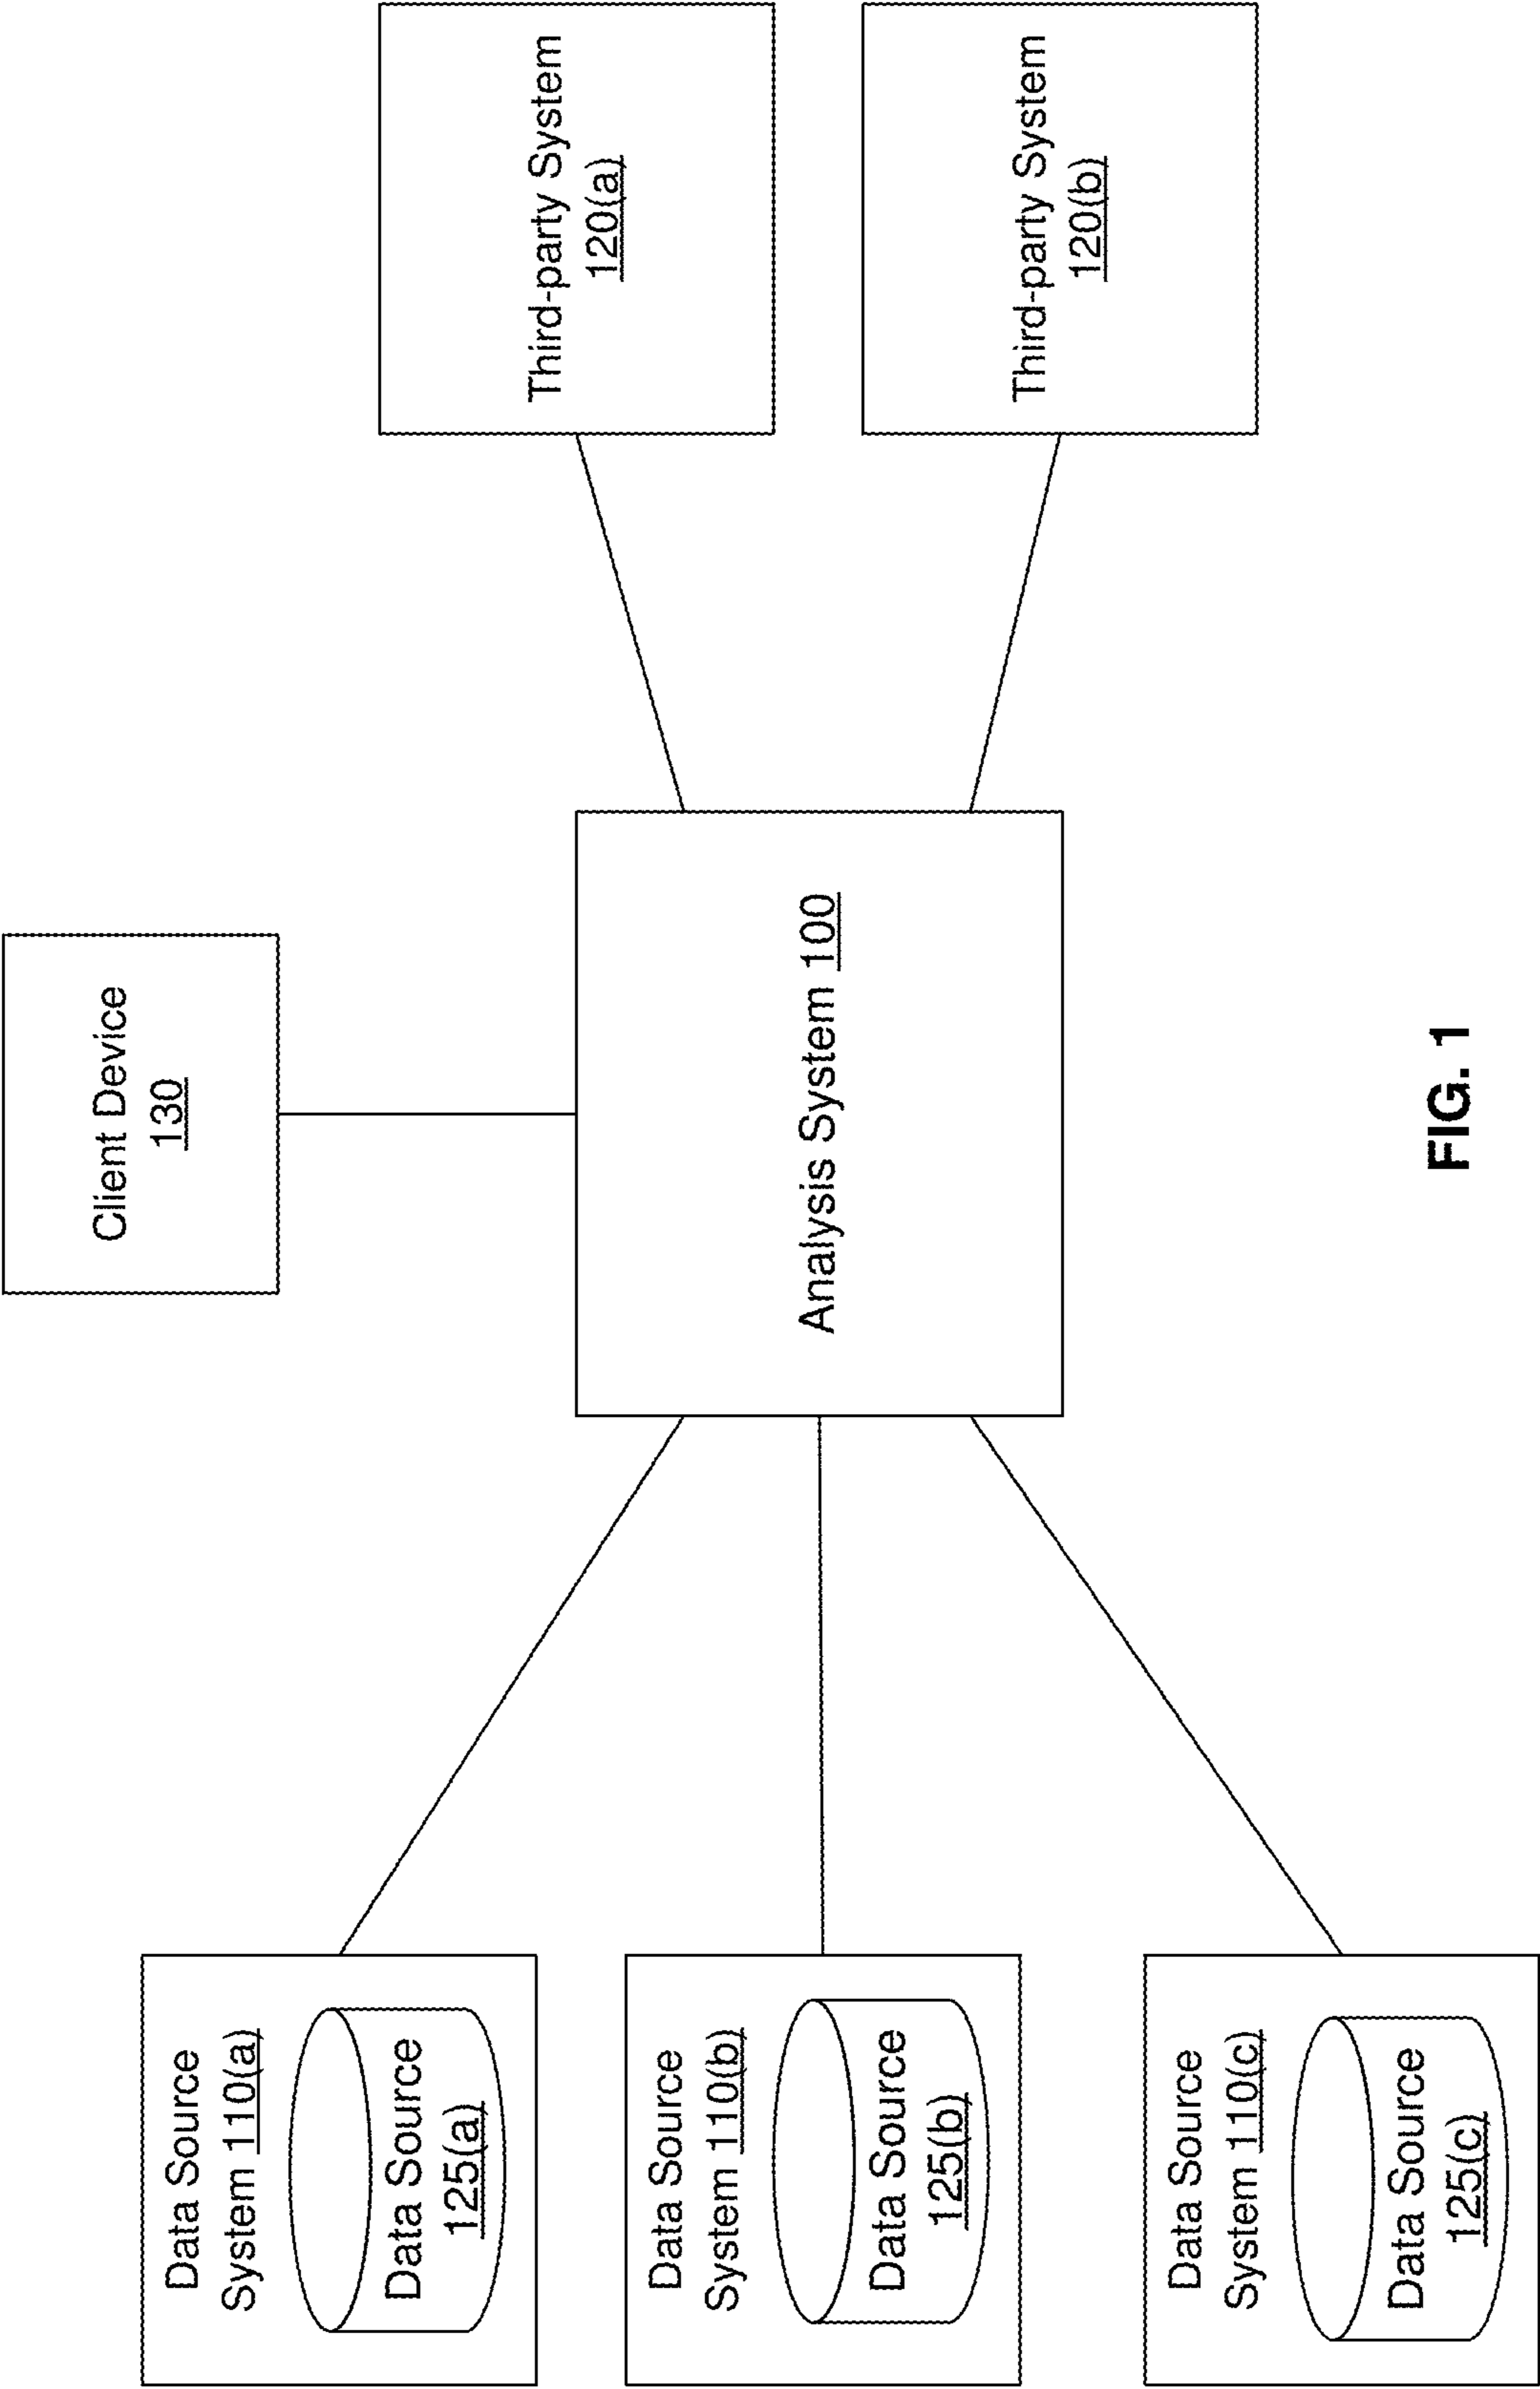 Client Device
130
Data Source
System 110(a)
Data Source
125(a)
Third-party System
120(a)
Analysis System 100
Data Source
System 110(b)
Data Source
125(b)
Third-party System
120(b)
Data Source
System 110(c)
Data Source
125(c)
FIG. 1